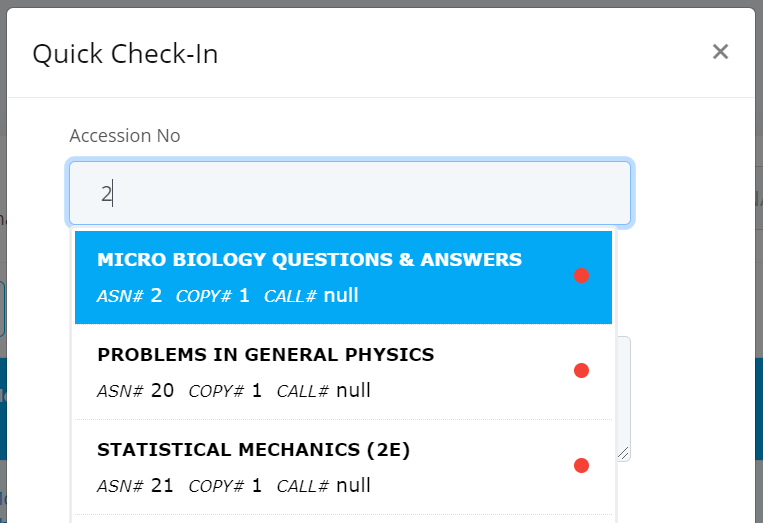 Quick Check-In
×
Accession No
2
MICRO BIOLOGY QUESTIONS & ANSWERS
ASN# 2 COPY# 1 CALL# null
PROBLEMS IN GENERAL PHYSICS
ASN# 20 COPY# 1 CALL# null
STATISTICAL MECHANICS (2E)
ASN# 21 COPY# 1 CALL# null